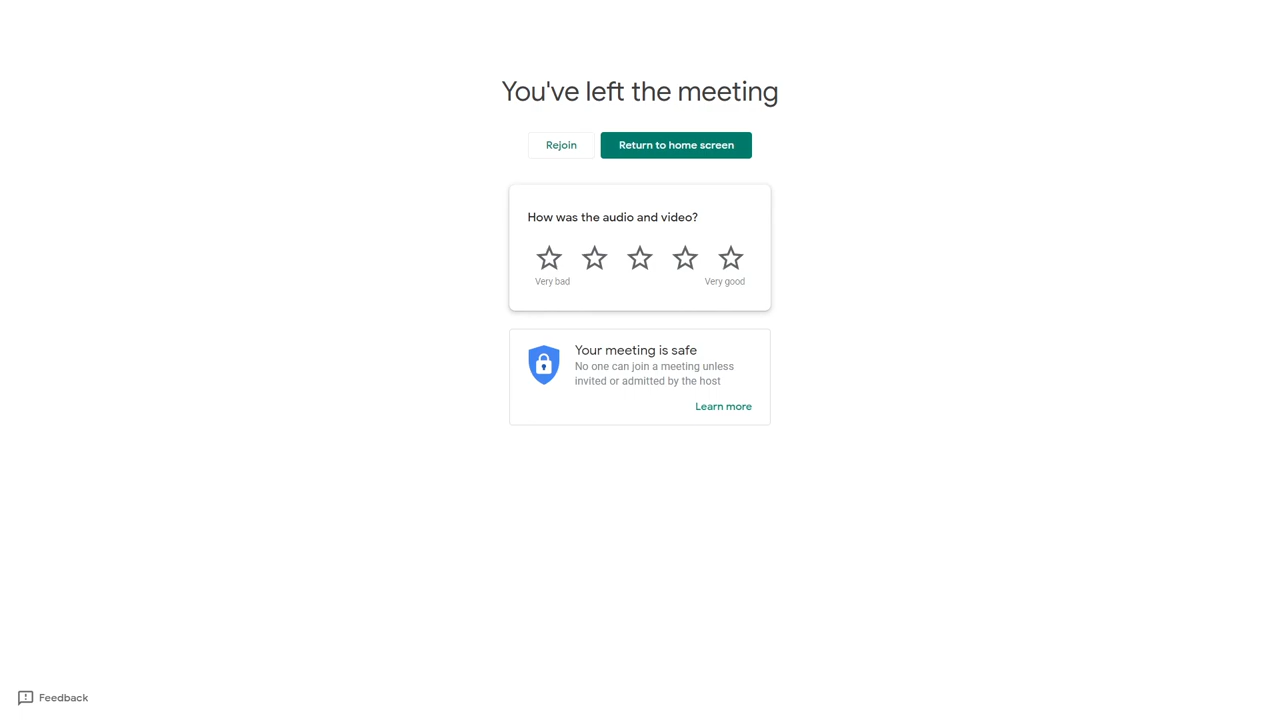 You've left the meeting
Rejoin
Return to home screen
How was the audio and video?
Very bad
Very good
Your meeting is safe
No one can join a meeting unless
invited or admitted by the host
Learn more
Feedback